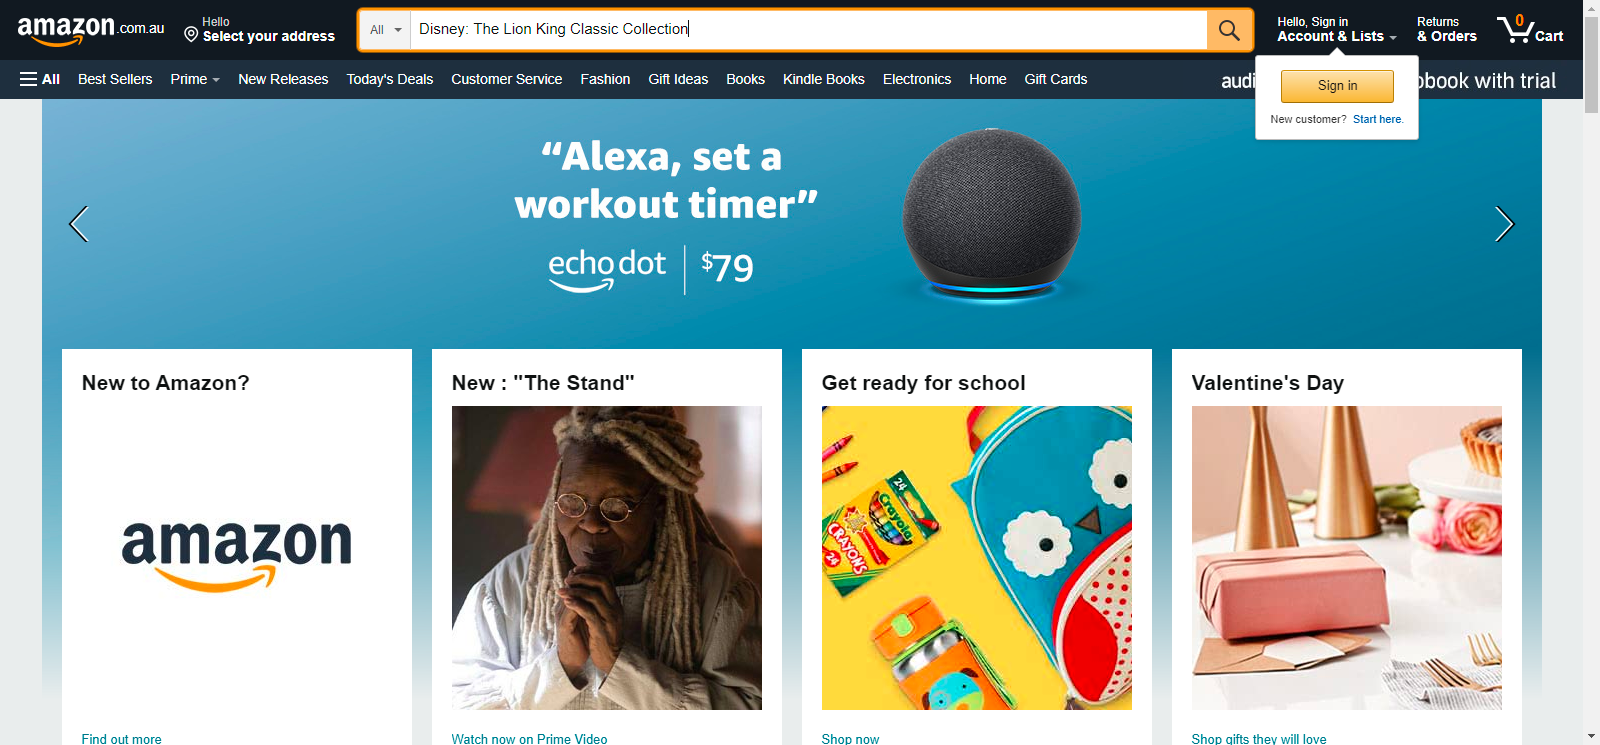 amazon.com.au
Hello
Select your address
All
Disney: The Lion King Classic Collection
Hello, Sign in
Account & Lists
Returns
& Orders
0
Cart
All
Best Sellers
Prime
New Releases
Today's Deals
Customer Service
Fashion
Gift Ideas
Books
Kindle Books
Electronics
Home
Gift Cards
book with trial
Sign in
New customer? Start here.
“Alexa, set a
workout timer”
echo dot
$79
New to Amazon?
amazon
Find out more
New : "The Stand"
Watch now on Prime Video
Get ready for school
24
Crayola
CRAYONS
24
Shop now
Valentine's Day
Shop gifts they will love